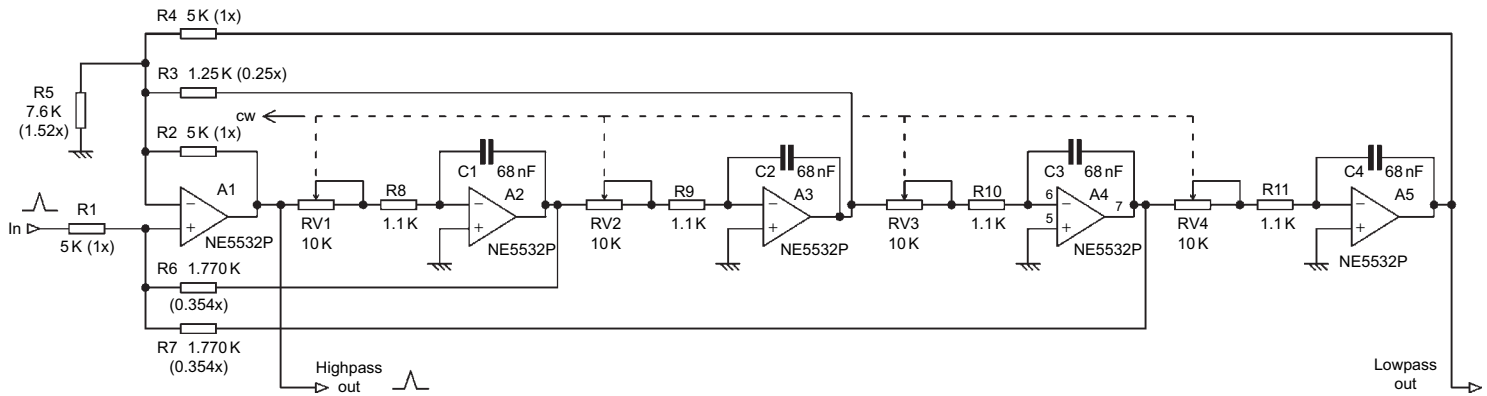 R4 5K (1x)
R3 1.25K (0.25x)
R5
7.6K
(1.52x)
cw
R2 5K (1x)
A1
NE5532P
In
R1
5K (1x)
RV1
10K
R8
1.1K
C1
68nF
A2
NE5532P
RV2
10K
R9
1.1K
C2
68nF
A3
NE5532P
RV3
10K
R10
1.1K
C3
68nF
6
5
7
A4
NE5532P
RV4
10K
R11
1.1K
C4
68nF
A5
NE5532P
R6 1.770K
(0.354x)
R7 1.770K
(0.354x)
Highpass
out
Lowpass
out